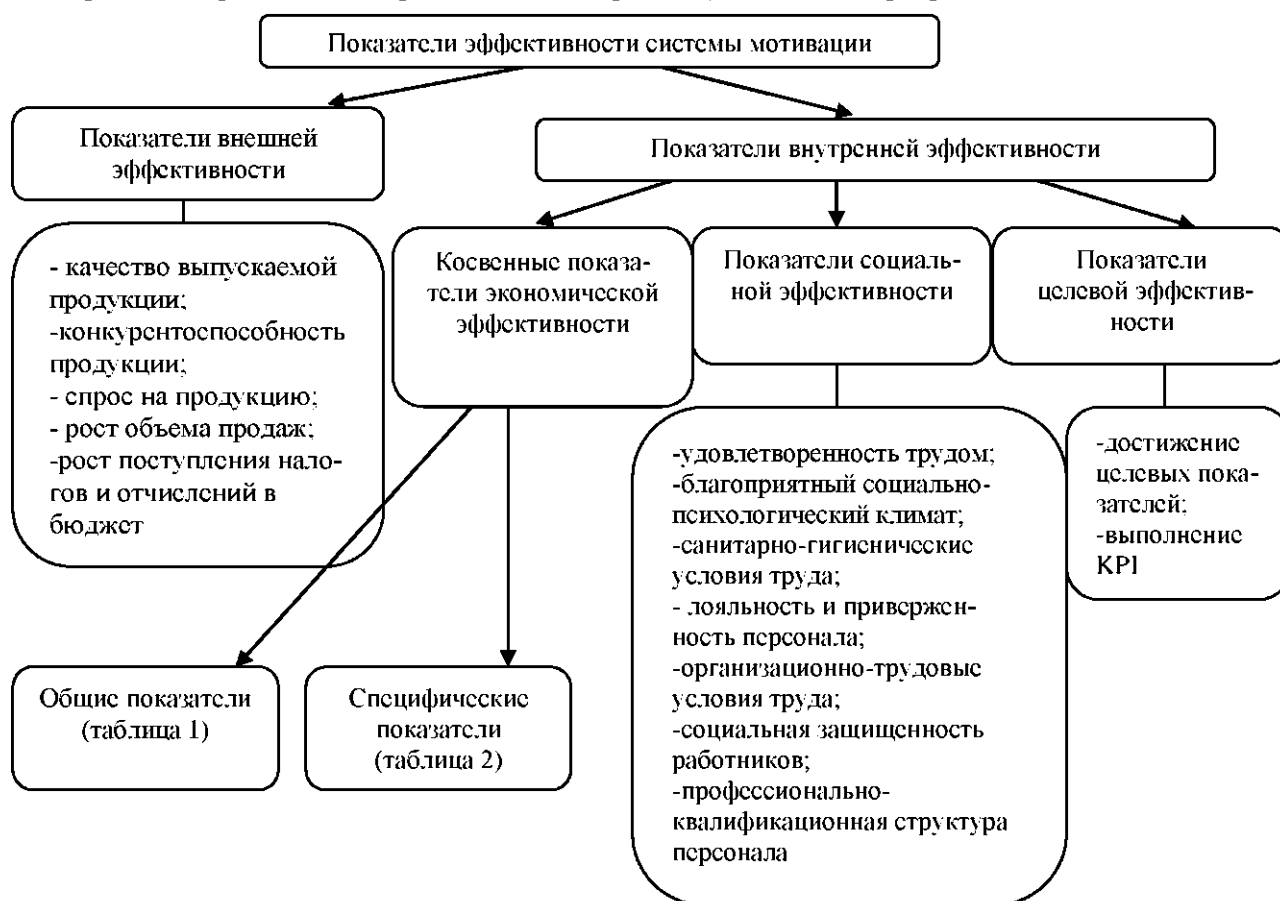 Показатели эффективности системы мотивации
Показатели внешней
эффективности
Показатели внутренней эффективности
- качество выпускаемой
продукции;
-конкурентоспособность
продукции;
- спрос на продукцию;
- рост объема продаж;
-рост поступления нало-
гов и отчислений в
бюджет
Косвенные показа-
тели экономической
эффективности
Показатели социаль-
ной эффективности
Показатели
целевой эффектив-
ности
-удовлетворенность трудом;
-благоприятный социально-
психологический климат;
-санитарно-гигиенические
условия труда;
- лояльность и привержен-
ность персонала;
-организационно-трудовые
условия труда;
-социальная защищенность
работников;
-профессионально-
квалификационная структура
персонала
-достижение
целевых пока-
зателей;
-выполнение
KPI
Общие показатели
(таблица 1)
Специфические
показатели
(таблица 2)